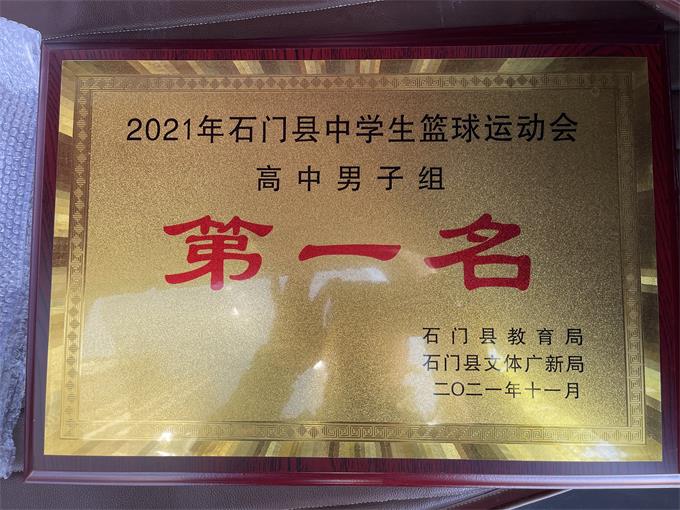 2021年石门县中学生篮球运动会
高中男子组
第一名
石门县教育局
石门县文体广新局
二〇二一年十一月